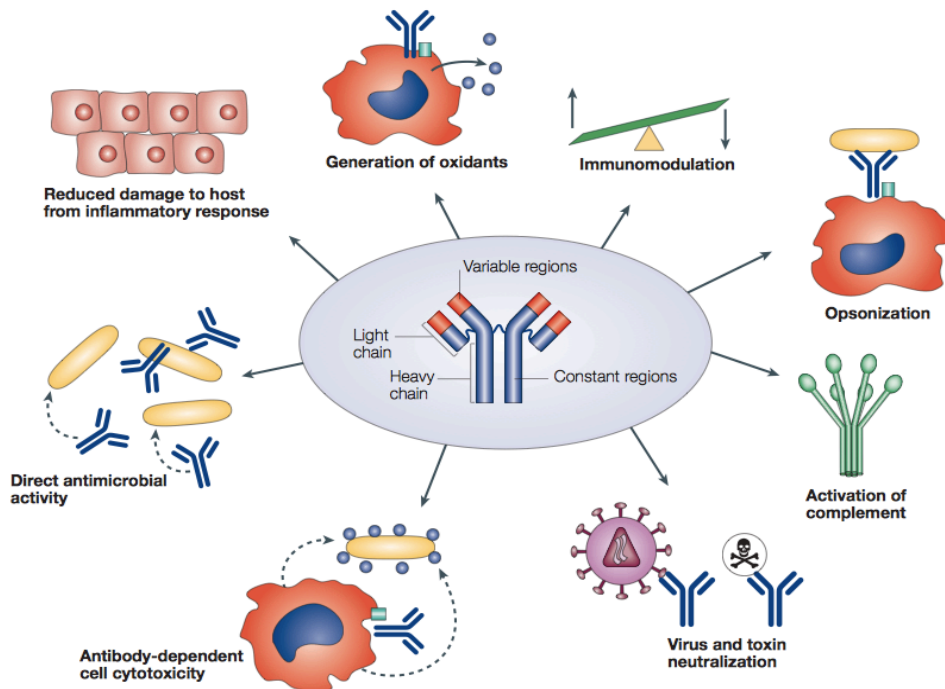 Generation of oxidants
Immunomodulation
Reduced damage to host
from inflammatory response
Opsonization
Variable regions
Light
chain
Heavy
chain
Constant regions
Direct antimicrobial
activity
Activation of
complement
Antibody-dependent
cell cytotoxicity
Virus and toxin
neutralization